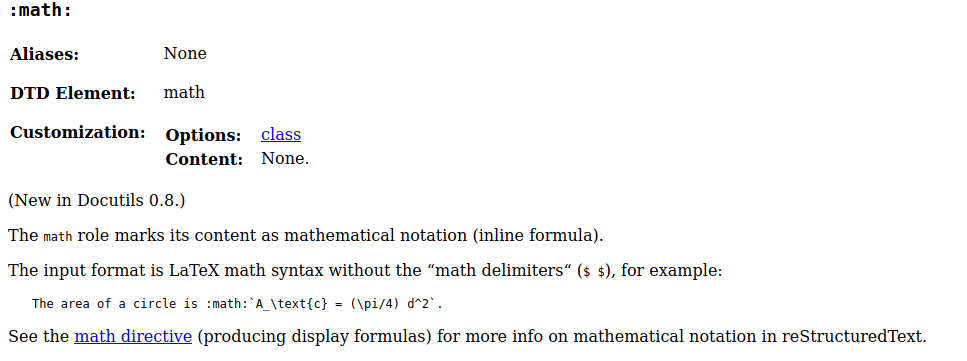 :math:
Aliases: None
DTD Element: math
Customization: Options: class
Content: None.
(New in Docutils 0.8.)
The math role marks its content as mathematical notation (inline formula).
The input format is LaTeX math syntax without the “math delimiters“ ($ $), for example:
The area of a circle is :math:`A_\text{c} = (\pi/4) d^2`.
See the math directive (producing display formulas) for more info on mathematical notation in reStructuredText.